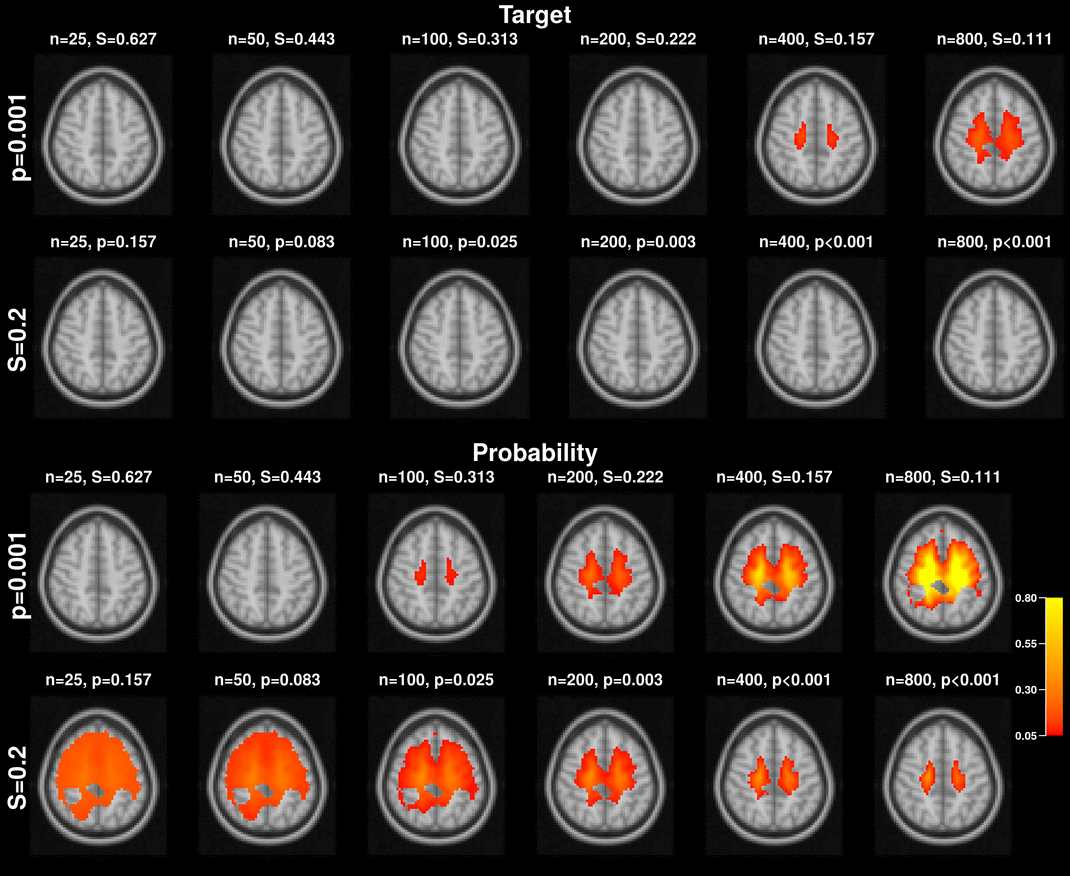 Target
n=25, S=0.627 n=50, S=0.443 n=100, S=0.313 n=200, S=0.222 n=400, S=0.157 n=800, S=0.111
p=0.001
n=25, p=0.157 n=50, p=0.083 n=100, p=0.025 n=200, p=0.003 n=400, p<0.001 n=800, p<0.001
S=0.2
Probability
n=25, S=0.627 n=50, S=0.443 n=100, S=0.313 n=200, S=0.222 n=400, S=0.157 n=800, S=0.111
p=0.001
0.80
0.55
0.30
0.05
n=25, p=0.157 n=50, p=0.083 n=100, p=0.025 n=200, p=0.003 n=400, p<0.001 n=800, p<0.001
S=0.2